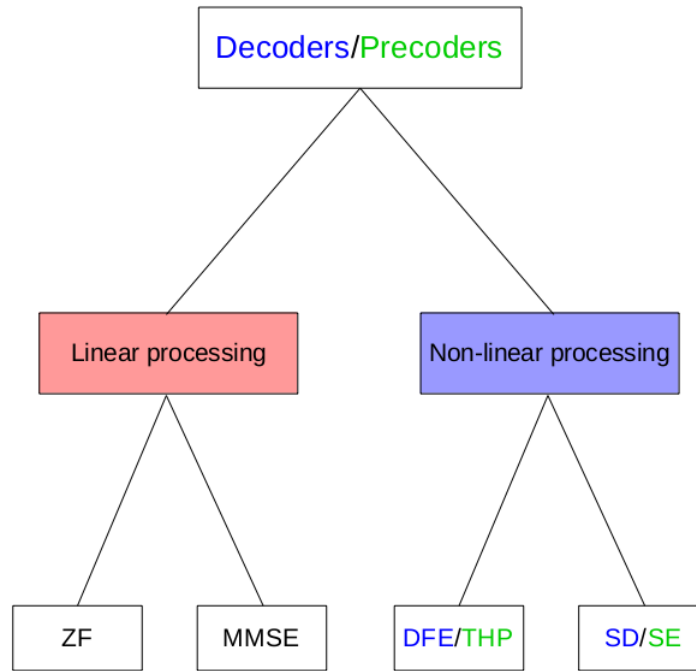 Decoders/Precoders
Linear processing
Non-linear processing
ZF
MMSE
DFE/THP
SD/SE